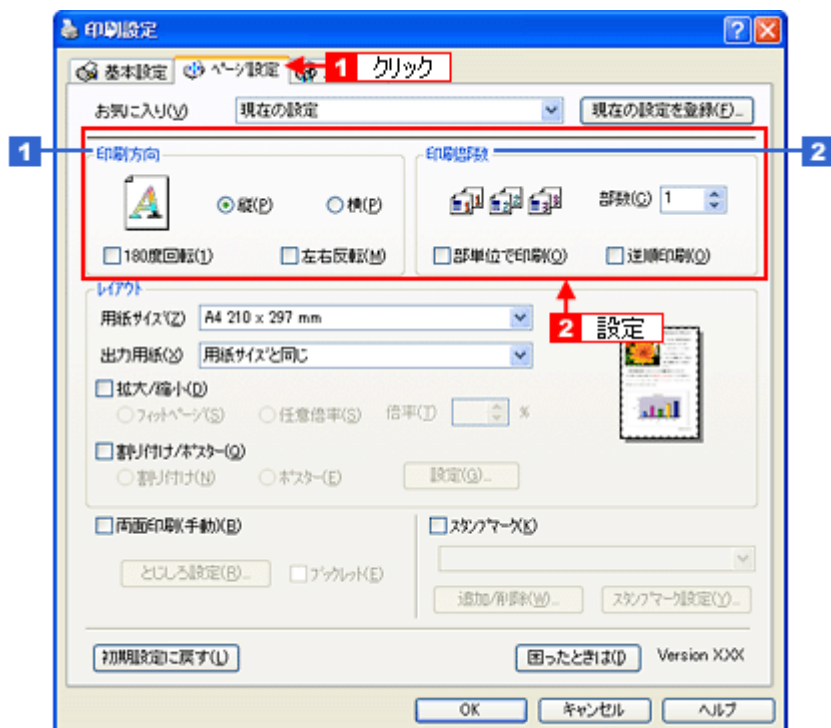 印刷設定
基本設定 ページ設定 1 クリック
お気に入り(V) 現在の設定 現在の設定を登録(F)...
1 印刷方向 印刷部数 2
縦(P) 横(P) 部数(C) 1
180度回転(1) 左右反転(M) 部単位で印刷(O) 逆順印刷(O)
レイアウト
2 設定
用紙サイズ(Z) A4 210 x 297 mm
出力用紙(X) 用紙サイズと同じ
拡大/縮小(D)
フィットページ(S) 任意倍率(S) 倍率(T) %
割り付け/ポスター(Q)
割り付け(N) ポスター(E) 設定(G)...
両面印刷(手動)(B) スタンプマーク(K)
とじしろ設定(R)... ブックレット(E)
追加/削除(W)... スタンプマーク設定(Y)...
初期設定に戻す(L) 困ったときは(I) Version X.XX
OK キャンセル ヘルプ